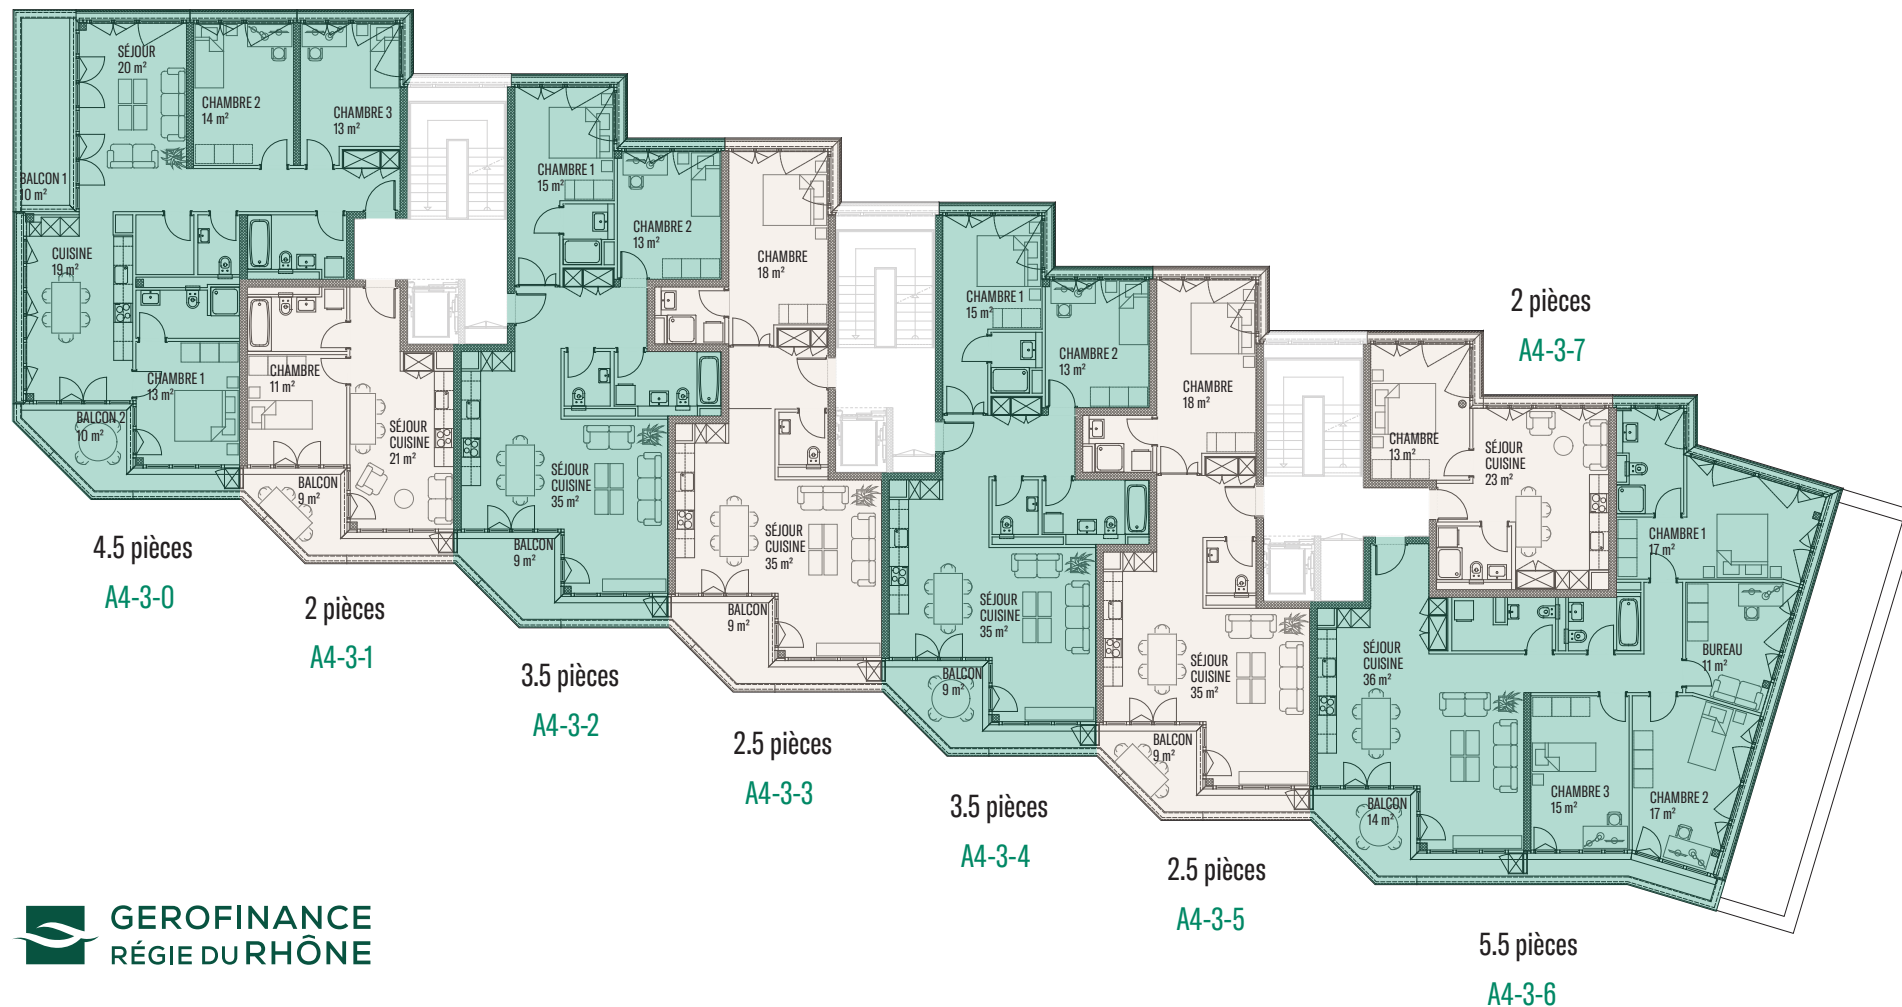 SÉJOUR
20 m²
CHAMBRE 2
14 m²
CHAMBRE 3
13 m²
BALCON 1
10 m²
CUISINE
19 m²
CHAMBRE 1
13 m²
BALCON 2
10 m²
4.5 pièces
A4-3-0
CHAMBRE
11 m²
SÉJOUR
CUISINE
21 m²
BALCON
9 m²
2 pièces
A4-3-1
CHAMBRE 1
15 m²
CHAMBRE 2
13 m²
SÉJOUR
CUISINE
35 m²
BALCON
9 m²
3.5 pièces
A4-3-2
CHAMBRE
18 m²
SÉJOUR
CUISINE
35 m²
BALCON
9 m²
2.5 pièces
A4-3-3
CHAMBRE 1
15 m²
CHAMBRE 2
13 m²
SÉJOUR
CUISINE
35 m²
BALCON
9 m²
3.5 pièces
A4-3-4
CHAMBRE
18 m²
SÉJOUR
CUISINE
35 m²
BALCON
9 m²
2.5 pièces
A4-3-5
2 pièces
A4-3-7
CHAMBRE
13 m²
SÉJOUR
CUISINE
23 m²
CHAMBRE 1
17 m²
BUREAU
11 m²
SÉJOUR
CUISINE
36 m²
CHAMBRE 3
15 m²
CHAMBRE 2
17 m²
BALCON
14 m²
5.5 pièces
A4-3-6
GEROFINANCE
RÉGIE DU RHÔNE